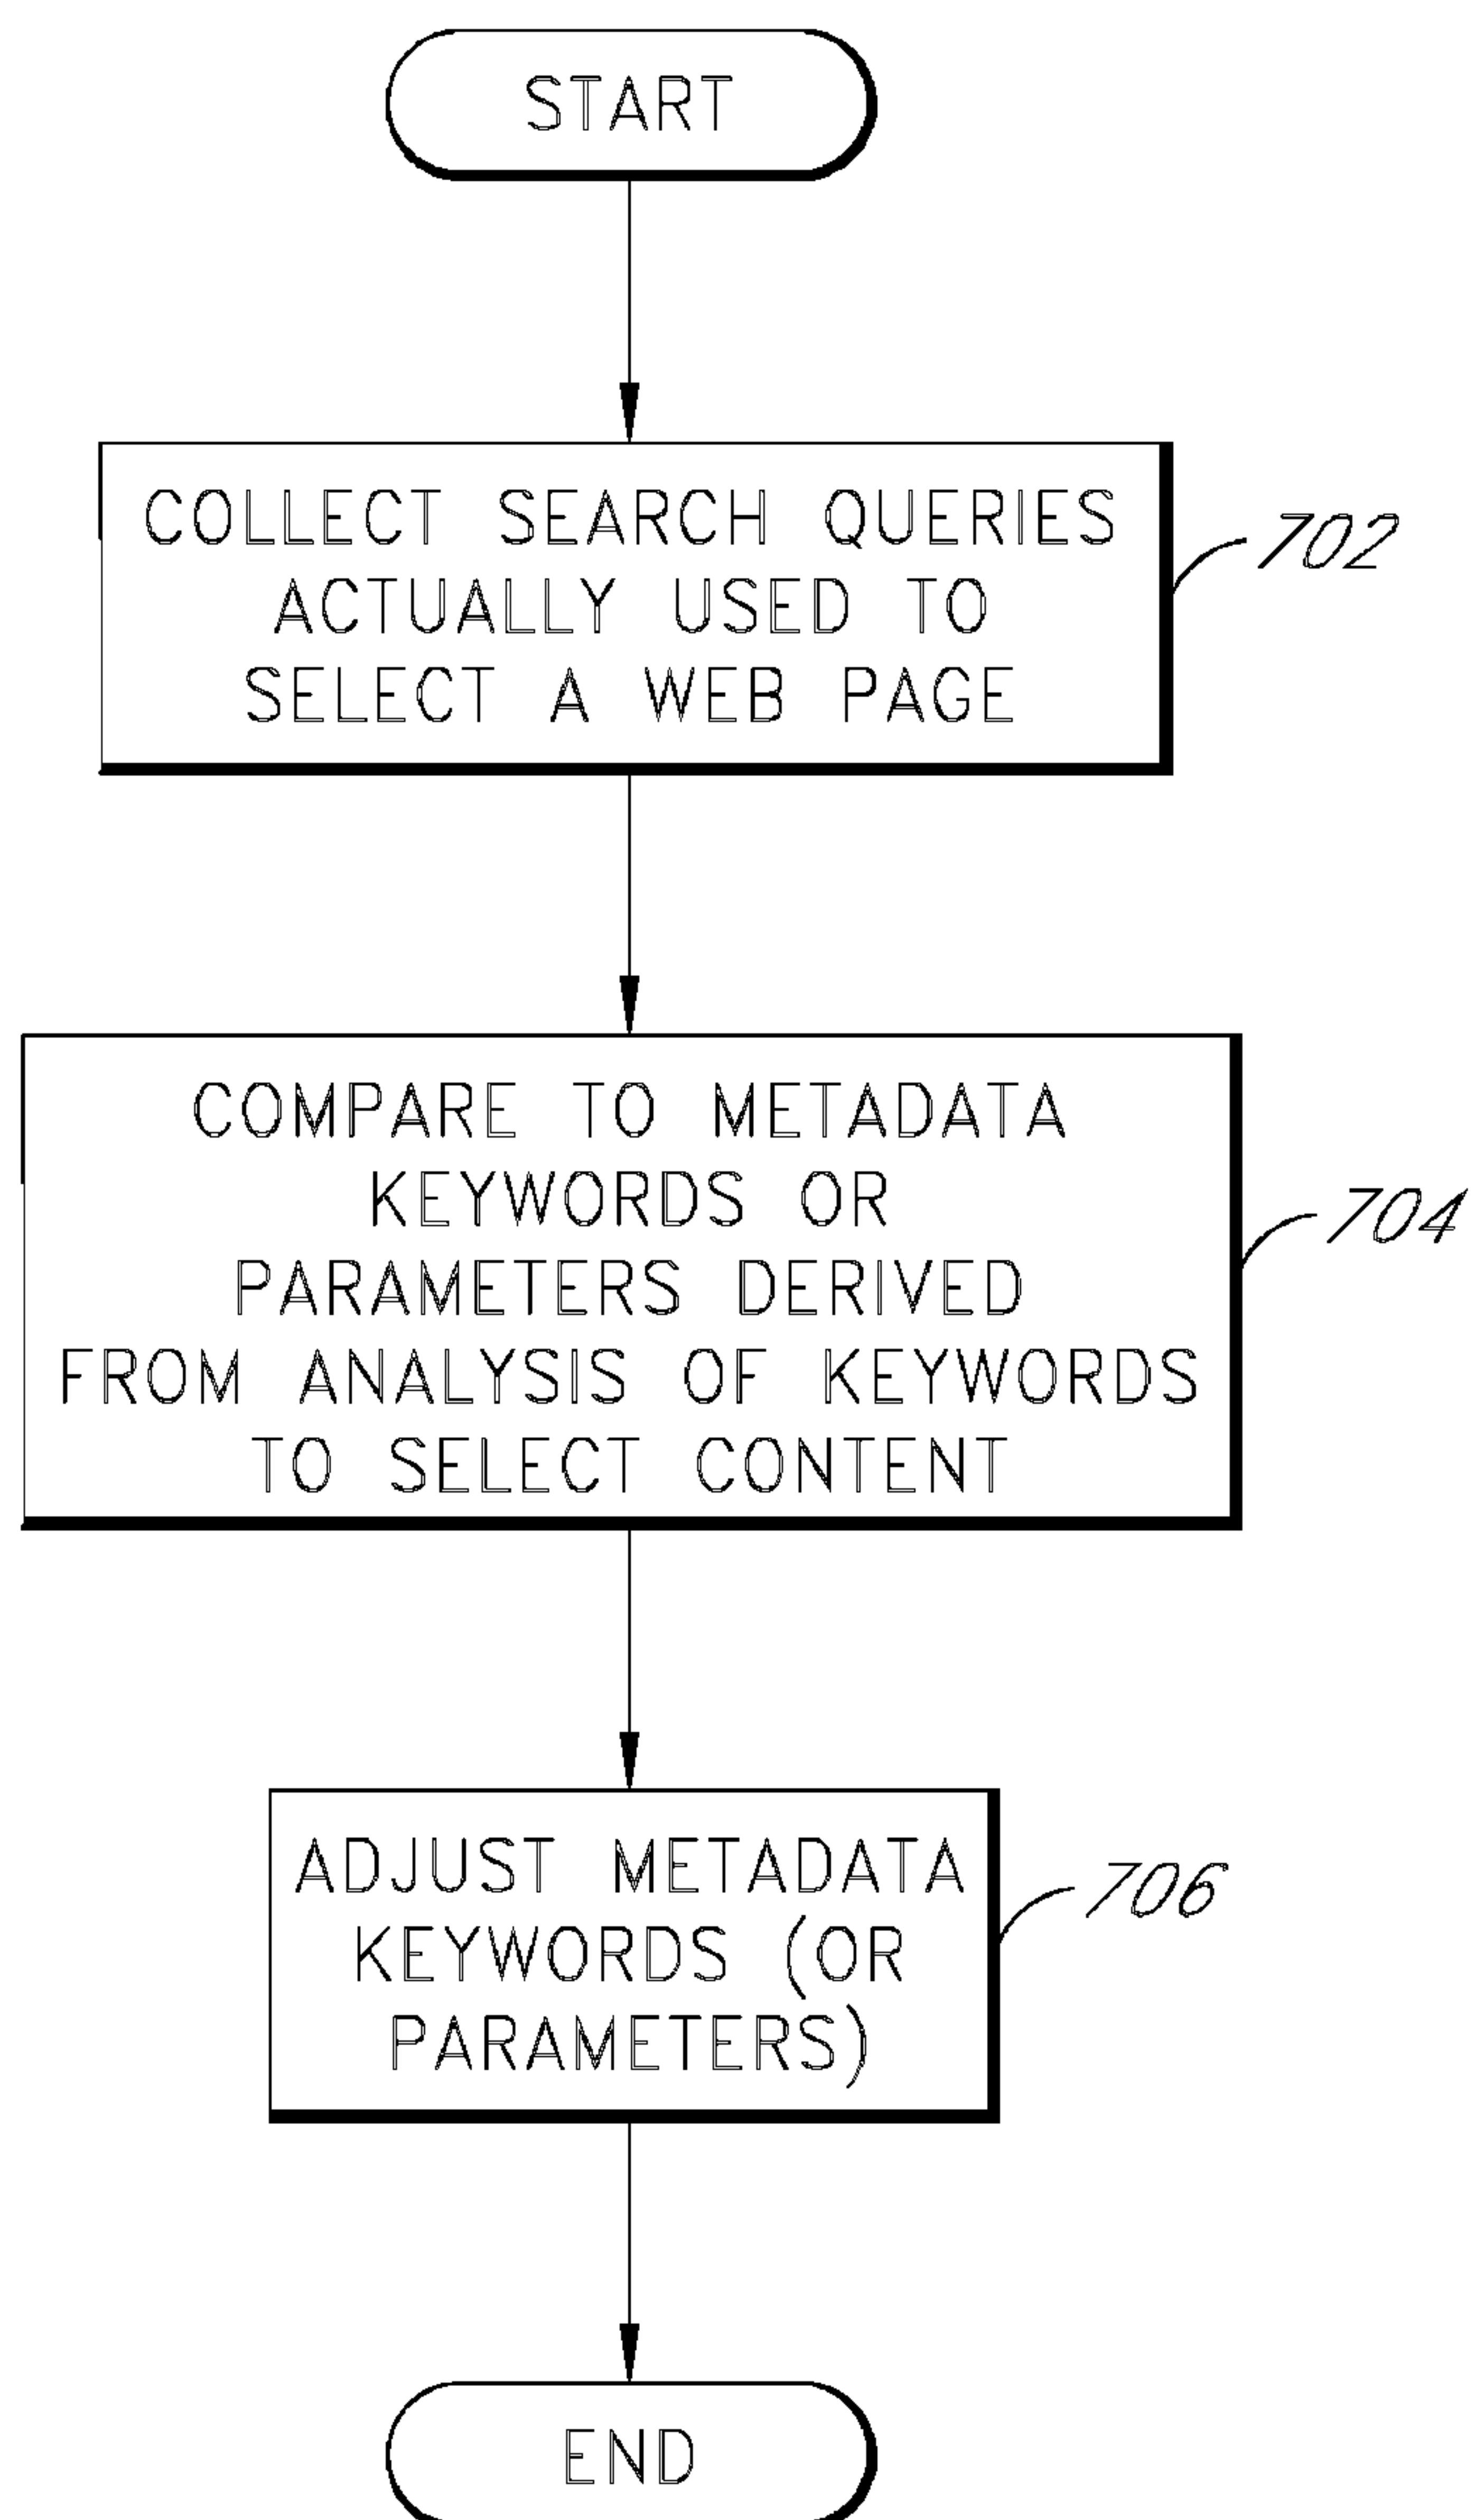 START
COLLECT SEARCH QUERIES
ACTUALLY USED TO
SELECT A WEB PAGE
702
COMPARE TO METADATA
KEYWORDS OR
PARAMETERS DERIVED
FROM ANALYSIS OF KEYWORDS
TO SELECT CONTENT
704
ADJUST METADATA
KEYWORDS (OR
PARAMETERS)
706
END